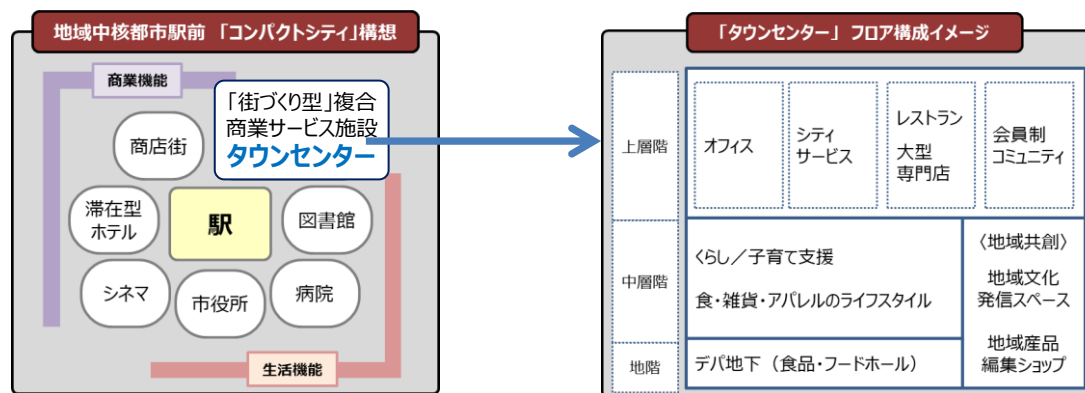 地域中核都市駅前 「コンパクトシティ」構想
商業機能
「街づくり型」複合
商業サービス施設
タウンセンター
商店街
滞在型
ホテル
駅
図書館
シネマ
市役所
病院
生活機能
「タウンセンター」 フロア構成イメージ
上層階
オフィス
シティ
サービス
レストラン
大型
専門店
会員制
コミュニティ
中層階
くらし／子育て支援
食・雑貨・アパレルのライフスタイル
〈地域共創〉
地域文化
発信スペース
地域産品
編集ショップ
地階
デパ地下（食品・フードホール）